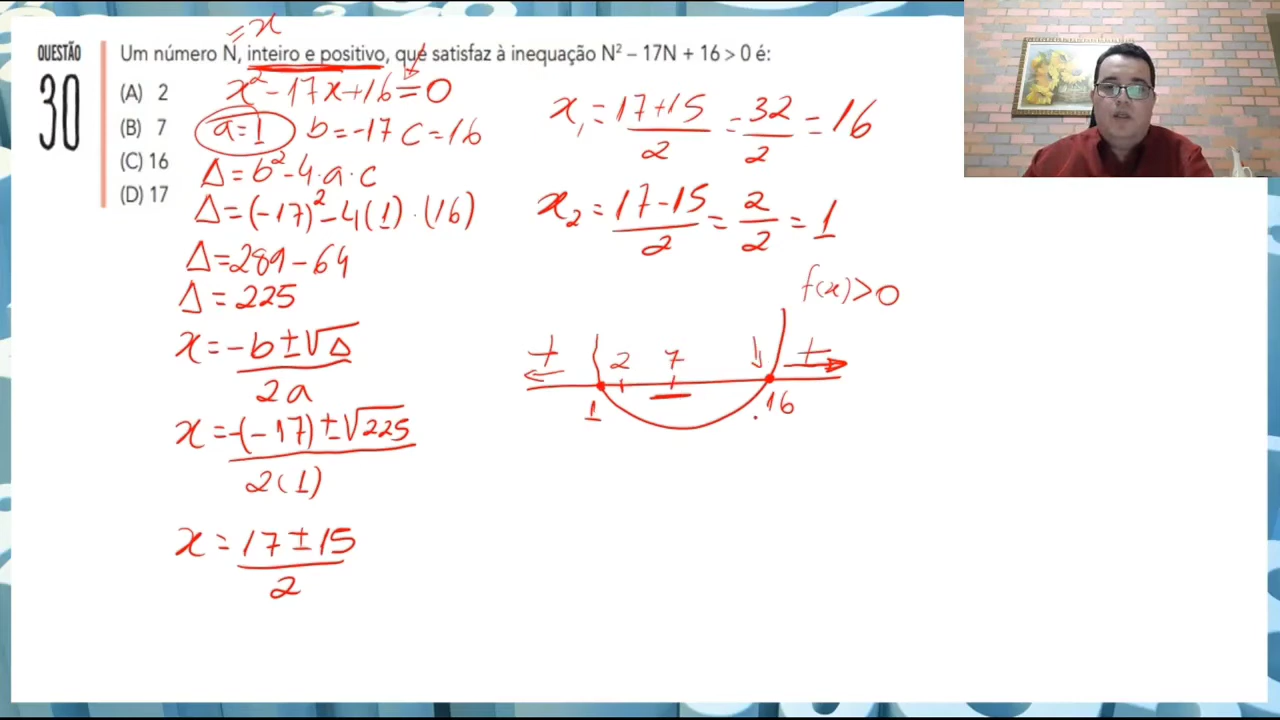 QUESTÃO
30
= x
Um número N, inteiro e positivo, que satisfaz à inequação N² – 17N + 16 > 0 é:
(A) 2
(B) 7
(C) 16
(D) 17
x² - 17x + 16 = 0
a = 1 b = -17 c = 16
Δ = b² - 4·a·c
Δ = (-17)² - 4(1)·(16)
Δ = 289 - 64
Δ = 225
x = -b ± √Δ
2a
x = -(-17) ± √225
2(1)
x = 17 ± 15
2
x₁ = 17 + 15 = 32 = 16
2 2
x₂ = 17 - 15 = 2 = 1
2 2
f(x) > 0
+ 2 7 +
1 16